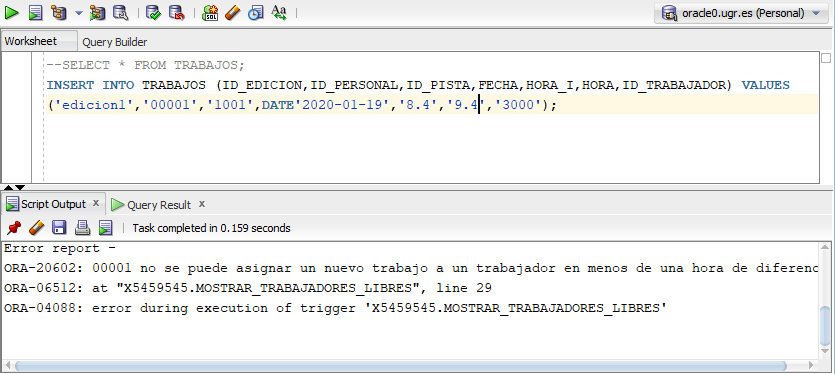 oracle0.ugr.es (Personal)
Worksheet Query Builder
--SELECT * FROM TRABAJOS;
INSERT INTO TRABAJOS (ID_EDICION,ID_PERSONAL,ID_PISTA,FECHA,HORA_I,HORA,ID_TRABAJADOR) VALUES
('edicion1','00001','1001',DATE'2020-01-19','8.4','9.4','3000');
Script Output x Query Result x
Task completed in 0.159 seconds
Error report -
ORA-20602: 00001 no se puede asignar un nuevo trabajo a un trabajador en menos de una hora de diferenc
ORA-06512: at "X5459545.MOSTRAR_TRABAJADORES_LIBRES", line 29
ORA-04088: error during execution of trigger 'X5459545.MOSTRAR_TRABAJADORES_LIBRES'